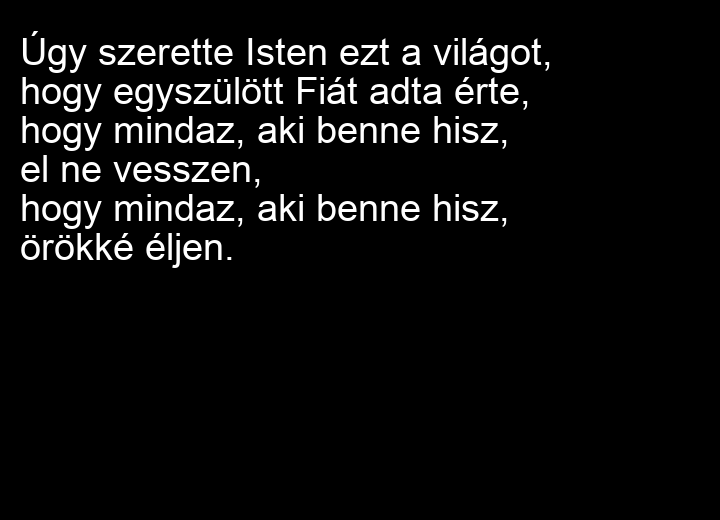 Úgy szerette Isten ezt a világot,
hogy egyszülött Fiát adta érte,
hogy mindaz, aki benne hisz,
el ne vesszen,
hogy mindaz, aki benne hisz,
örökké éljen.